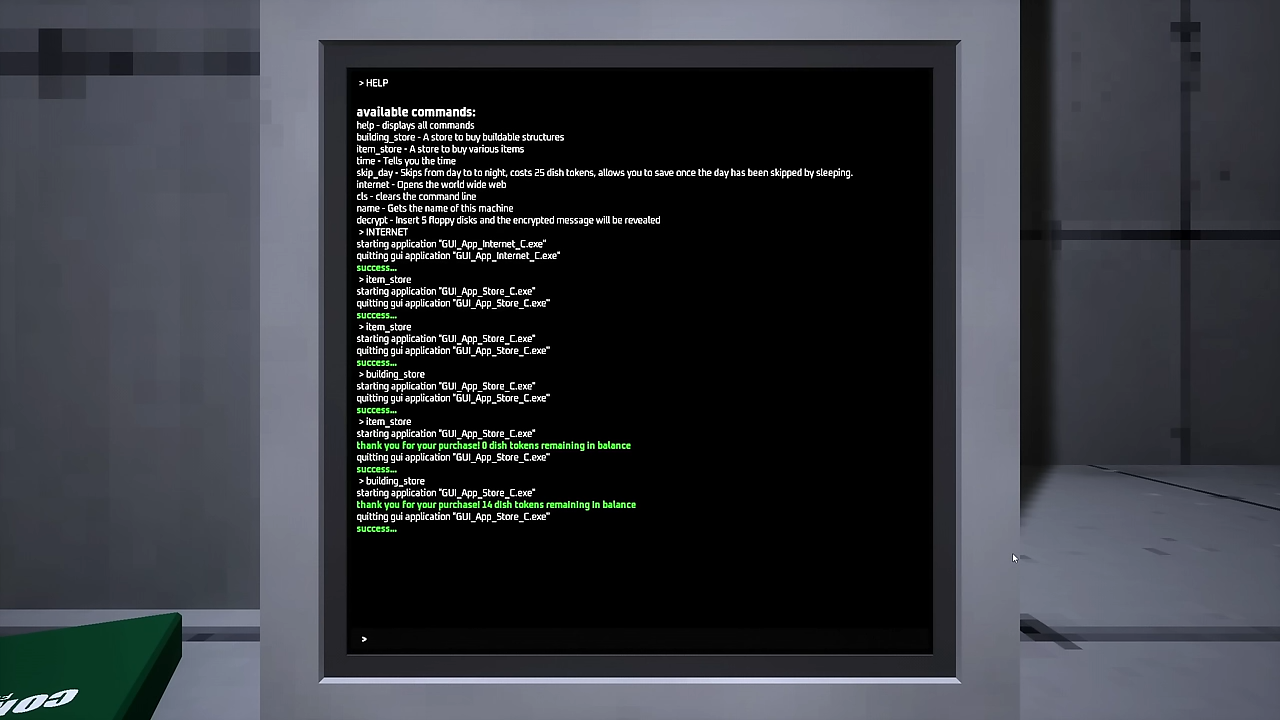 > HELP
available commands:
help - displays all commands
building_store - A store to buy buildable structures
item_store - A store to buy various items
time - Tells you the time
skip_day - Skips from day to to night, costs 25 dish tokens, allows you to save once the day has been skipped by sleeping.
internet - Opens the world wide web
cls - clears the command line
name - Gets the name of this machine
decrypt - Insert 5 floppy disks and the encrypted message will be revealed
> INTERNET
starting application "GUI_App_Internet_C.exe"
quitting gui application "GUI_App_Internet_C.exe"
success...
> item_store
starting application "GUI_App_Store_C.exe"
quitting gui application "GUI_App_Store_C.exe"
success...
> item_store
starting application "GUI_App_Store_C.exe"
quitting gui application "GUI_App_Store_C.exe"
success...
> building_store
starting application "GUI_App_Store_C.exe"
quitting gui application "GUI_App_Store_C.exe"
success...
> item_store
starting application "GUI_App_Store_C.exe"
thank you for your purchase! 0 dish tokens remaining in balance
quitting gui application "GUI_App_Store_C.exe"
success...
> building_store
starting application "GUI_App_Store_C.exe"
thank you for your purchase! 14 dish tokens remaining in balance
quitting gui application "GUI_App_Store_C.exe"
success...
>